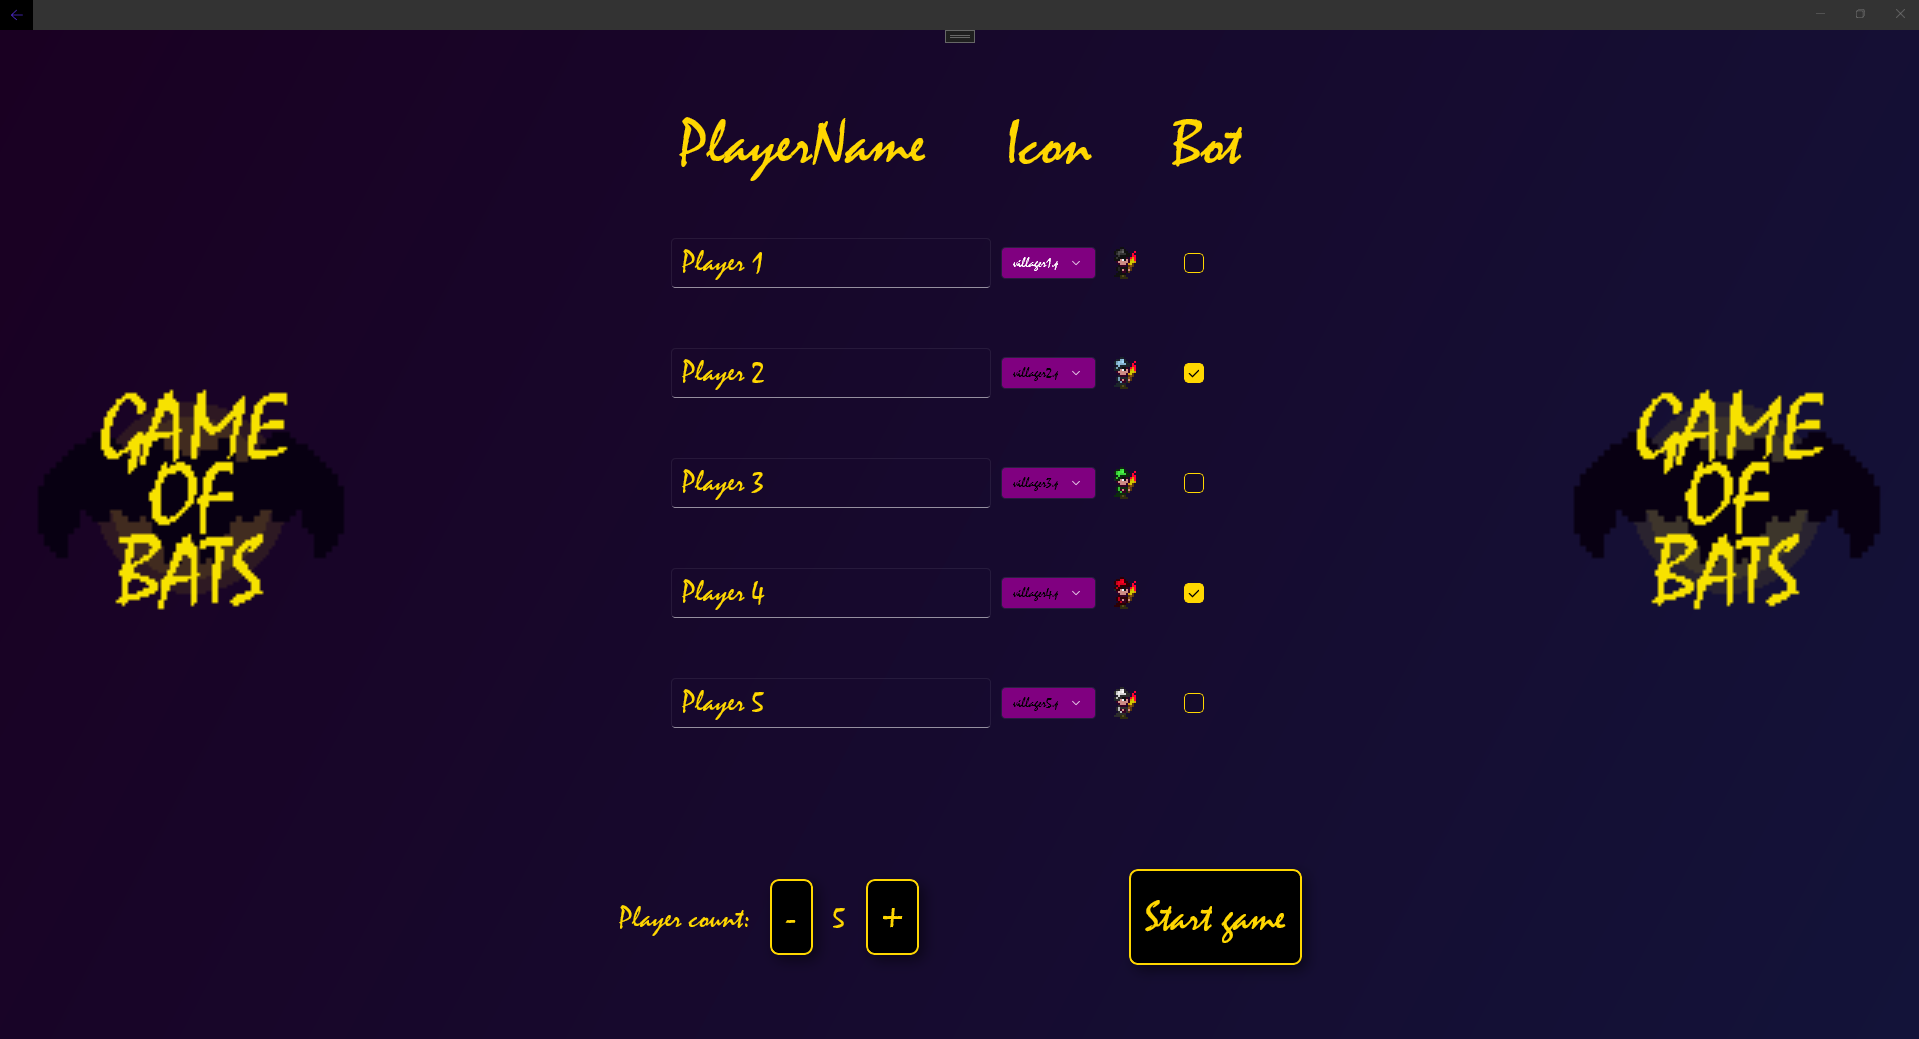 PlayerName Icon Bot
Player 1 villager1.p
Player 2 villager2.p
GAME
OF
BATS
Player 3 villager3.p
GAME
OF
BATS
Player 4 villager4.p
Player 5 villager5.p
Player count: - 5 + Start game